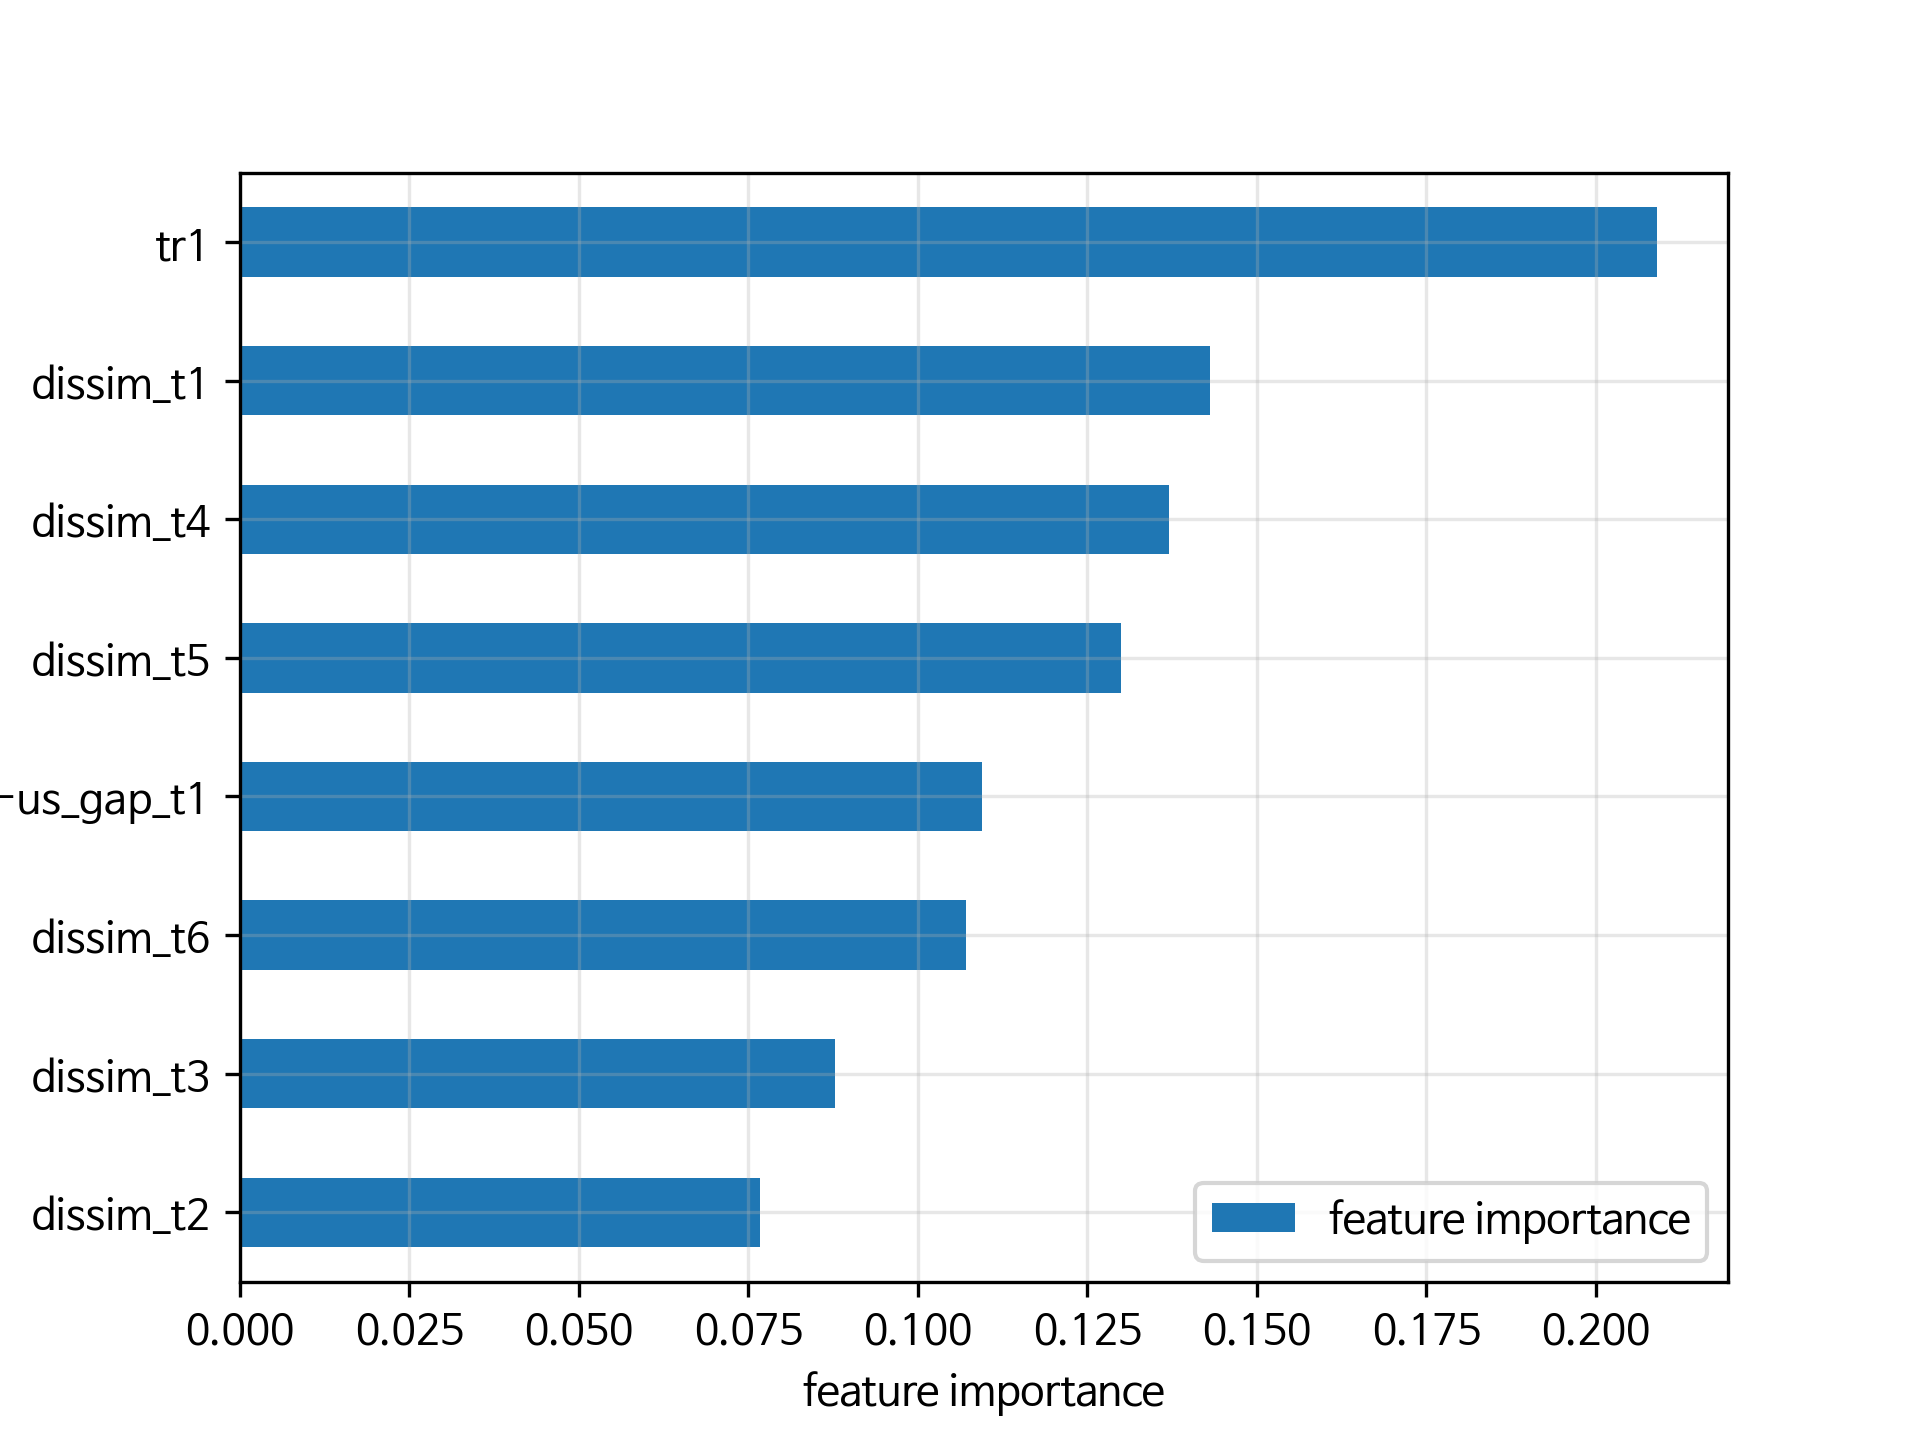 tr1
dissim_t1
dissim_t4
dissim_t5
-us_gap_t1
dissim_t6
dissim_t3
dissim_t2
feature importance
0.000 0.025 0.050 0.075 0.100 0.125 0.150 0.175 0.200
feature importance